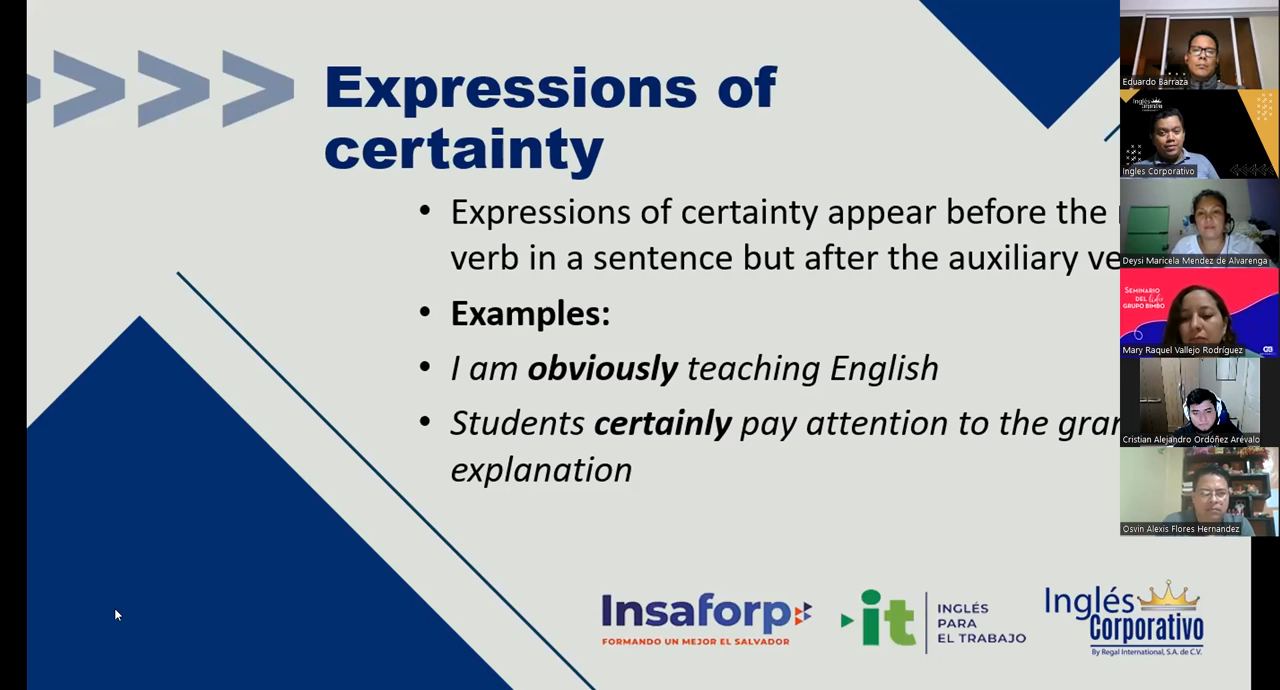 Expressions of
certainty
• Expressions of certainty appear before the
verb in a sentence but after the auxiliary
• Examples:
• I am obviously teaching English
• Students certainly pay attention to the
explanation
Insaforp
FORMANDO UN MEJOR EL SALVADOR
it
INGLÉS
PARA
EL TRABAJO
Inglés
Corporativo
By Regal International, S.A. de C.V.
Eduardo Barraza
Inglés
Ingles Corporativo
Deysi Maricela Mendez de Alvarenga
SEMINARIO
DEL líder
GRUPO BIMBO
Mary Raquel Vallejo Rodríguez
Cristian Alejandro Ordóñez Arévalo
Osvin Alexis Flores Hernandez